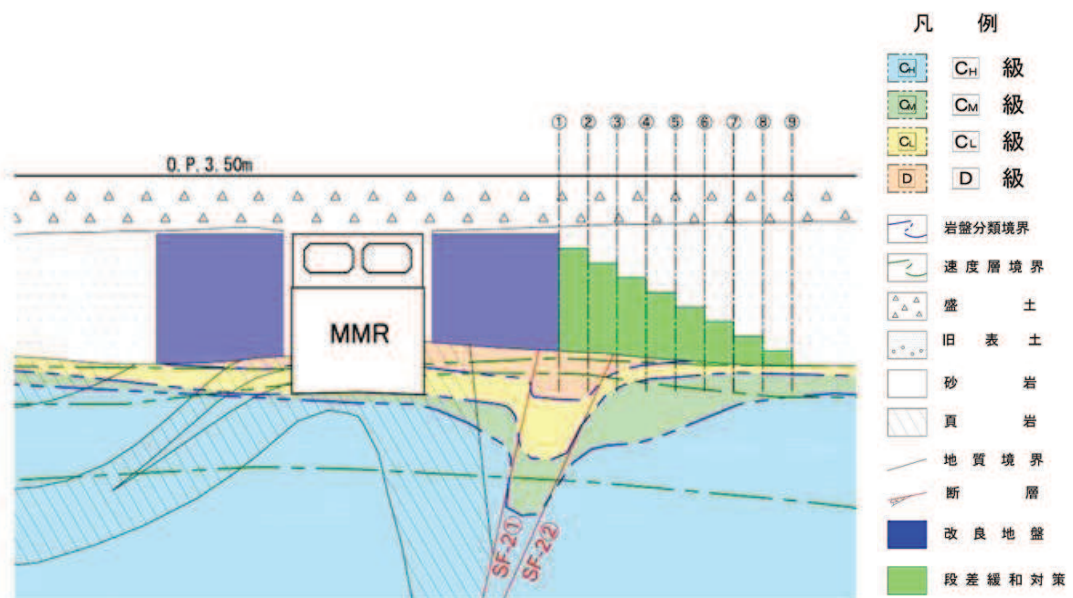 O.P.3.50m
① ② ③ ④ ⑤ ⑥ ⑦ ⑧ ⑨
MMR
SF-2①
SF-2②
凡 例
CH CH 級
CM CM 級
CL CL 級
D D 級
岩盤分類境界
速度層境界
盛土
旧表土
砂岩
頁岩
地質境界
断層
改良地盤
段差緩和対策